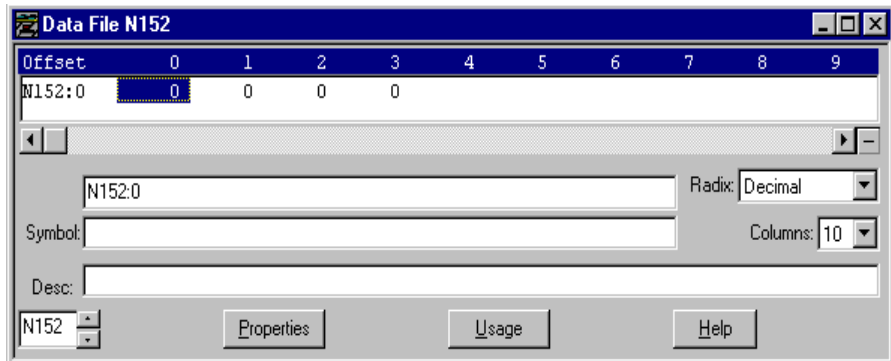 Data File N152
Offset 0 1 2 3 4 5 6 7 8 9
N152:0 0 0 0 0
N152:0
Radix: Decimal
Symbol:
Columns: 10
Desc:
N152
Properties
Usage
Help